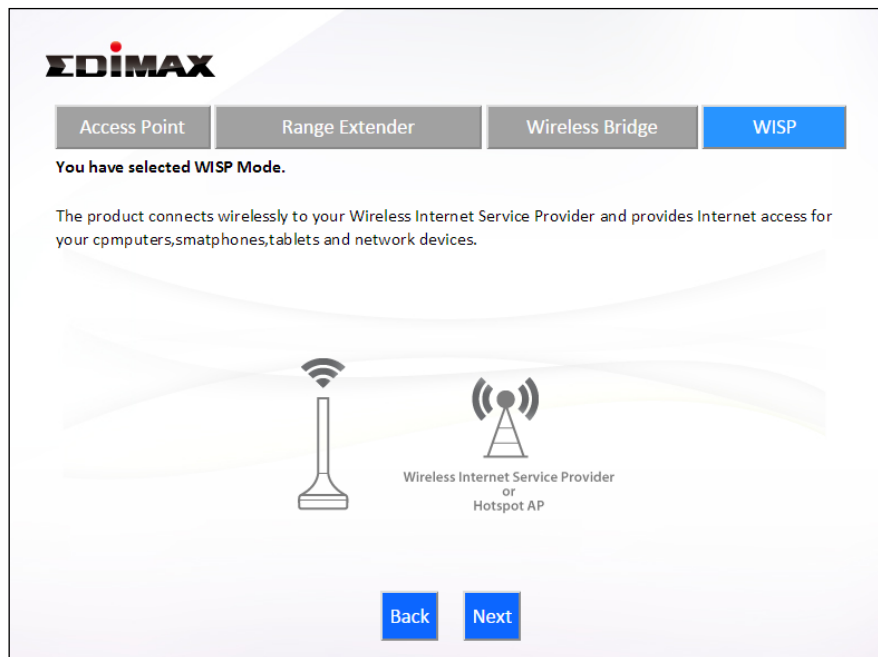 EDIMAX
Access Point Range Extender Wireless Bridge WISP
You have selected WISP Mode.
The product connects wirelessly to your Wireless Internet Service Provider and provides Internet access for
your cpmputers,smatphones,tablets and network devices.
Wireless Internet Service Provider
or
Hotspot AP
Back Next